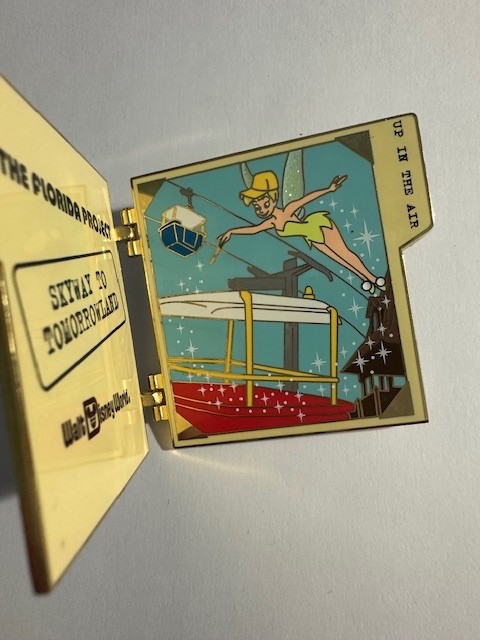 THE FLORIDA PROJECT
SKYWAY TO
TOMORROWLAND
Walt Disney World.
UP IN THE AIR